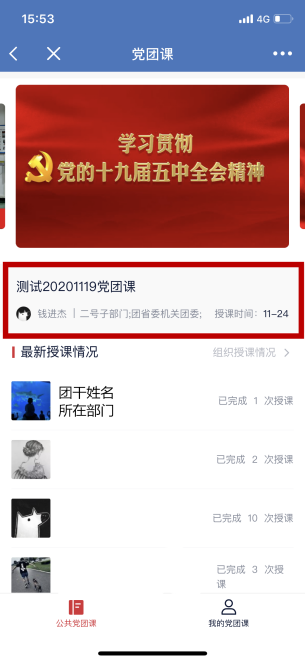 15:53
4G
党团课
学习贯彻
党的十九届五中全会精神
测试20201119党团课
钱进杰 二号子部门;团省委机关团委; 授课时间: 11-24
最新授课情况 组织授课情况
团干姓名
所在部门
已完成 1 次授课
已完成 2 次授课
已完成 10 次授课
已完成 3 次授
课
公共党团课 我的党团课